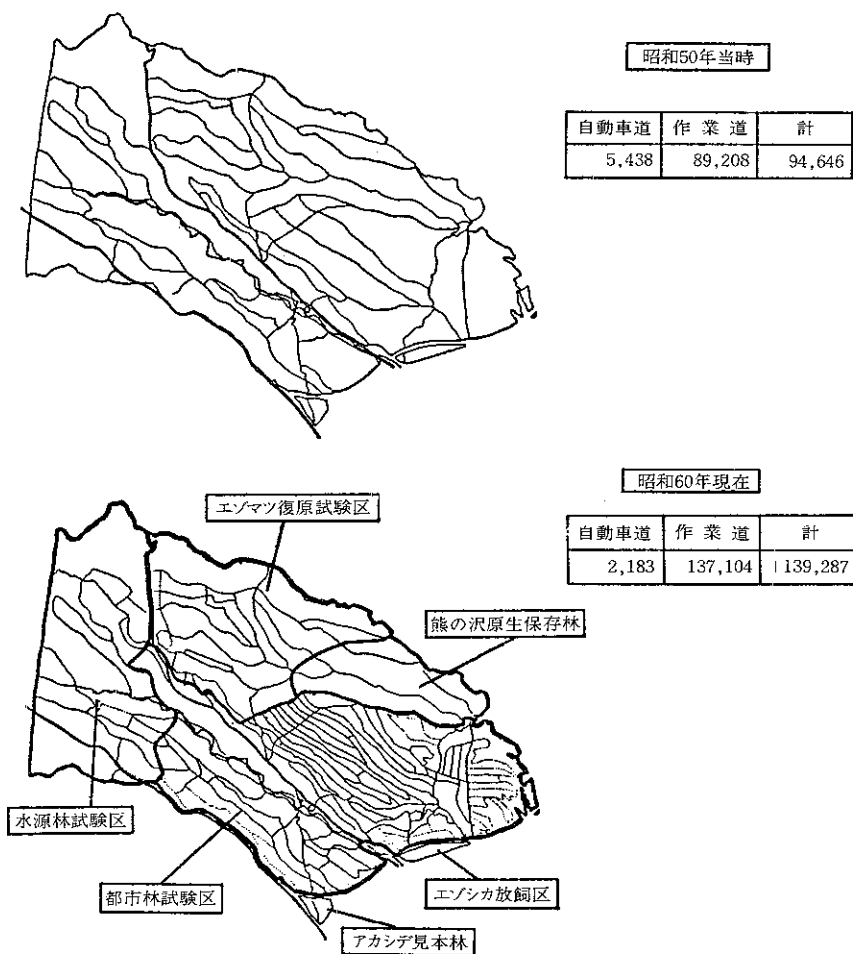 昭和50年当時
自動車道 作業道 計
5,438 89,208 94,646
昭和60年現在
自動車道 作業道 計
2,183 137,104 139,287
エゾマツ復原試験区
熊の沢原生保存林
水源林試験区
都市林試験区
エゾシカ放飼区
アカシデ見本林